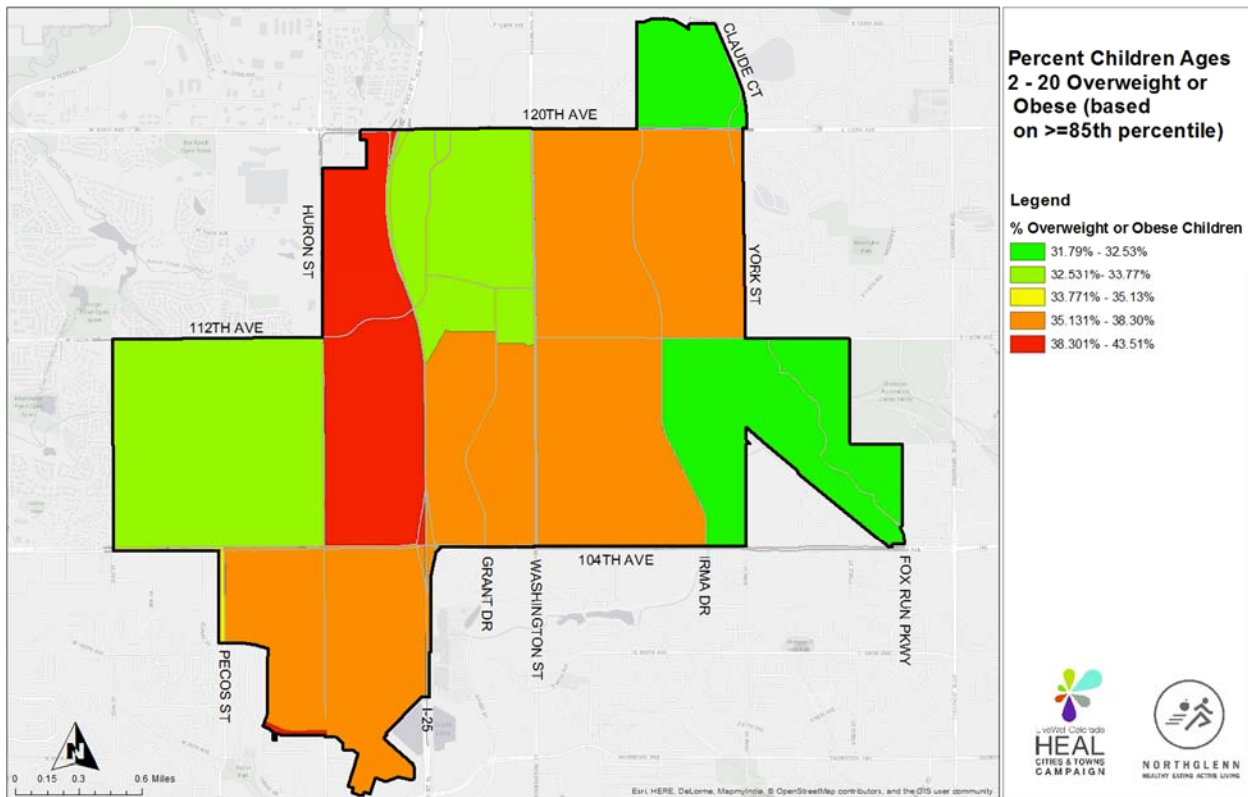 Percent Children Ages
2 - 20 Overweight or
Obese (based
on >=85th percentile)
Legend
% Overweight or Obese Children
31.79% - 32.53%
32.531%- 33.77%
33.771% - 35.13%
35.131% - 38.30%
38.301% - 43.51%
CLAUDE CT
120TH AVE
HURON ST
YORK ST
112TH AVE
104TH AVE
GRANT DR
WASHINGTON ST
IRMA DR
FOX RUN PKWY
PECOS ST
I-25
N
0 0.15 0.3 0.6 Miles
Esri, HERE, DeLorme, MapmyIndia, © OpenStreetMap contributors, and the GIS user community
LiveWell Colorado
HEAL
CITIES & TOWNS
CAMPAIGN
NORTHGLENN
HEALTHY EATING ACTIVE LIVING